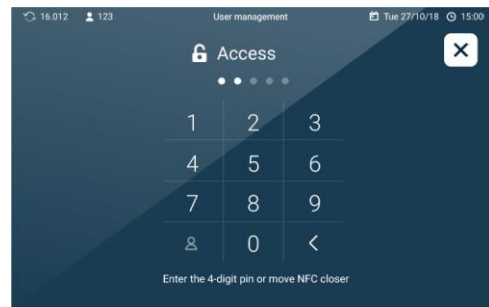 16.012 123 User management Tue 27/10/18 15:00
Access
1 2 3
4 5 6
7 8 9
0 <
Enter the 4-digit pin or move NFC closer